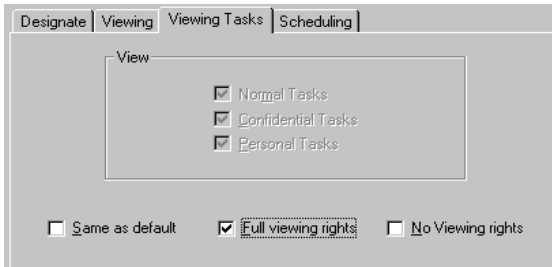 Designate Viewing Viewing Tasks Scheduling
View
Normal Tasks
Confidential Tasks
Personal Tasks
Same as default Full viewing rights No Viewing rights